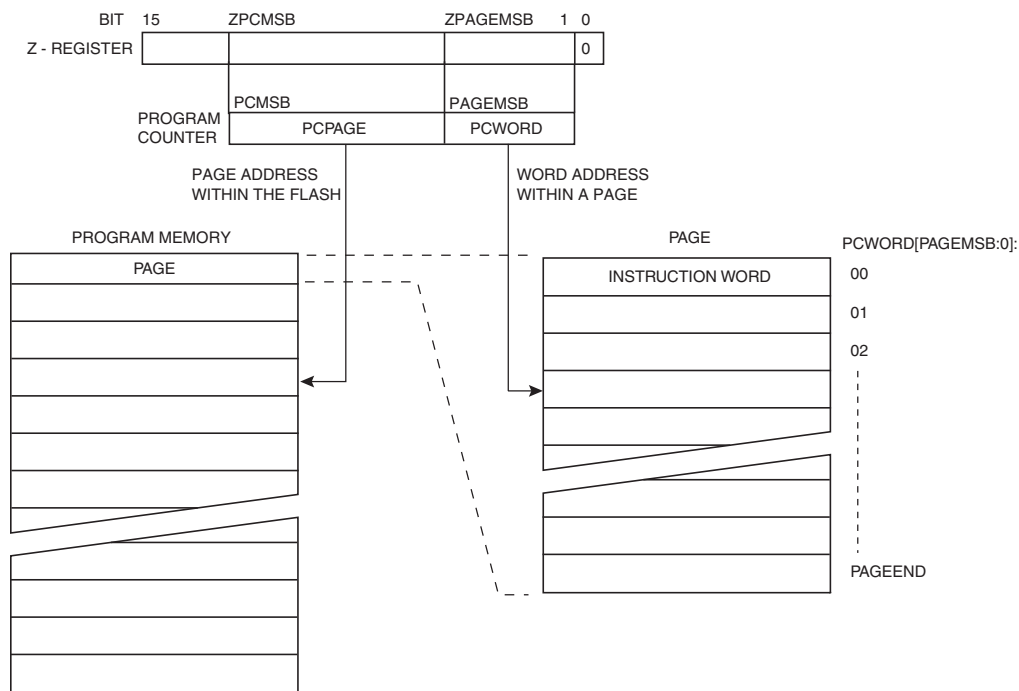 BIT 15 ZPCMSB ZPAGEMSB 1 0
Z - REGISTER 0
PCMSB PAGEMSB
PROGRAM
COUNTER
PCPAGE PCWORD
PAGE ADDRESS
WITHIN THE FLASH
WORD ADDRESS
WITHIN A PAGE
PROGRAM MEMORY
PAGE
PAGE
INSTRUCTION WORD
PCWORD[PAGEMSB:0]:
00
01
02
PAGEEND